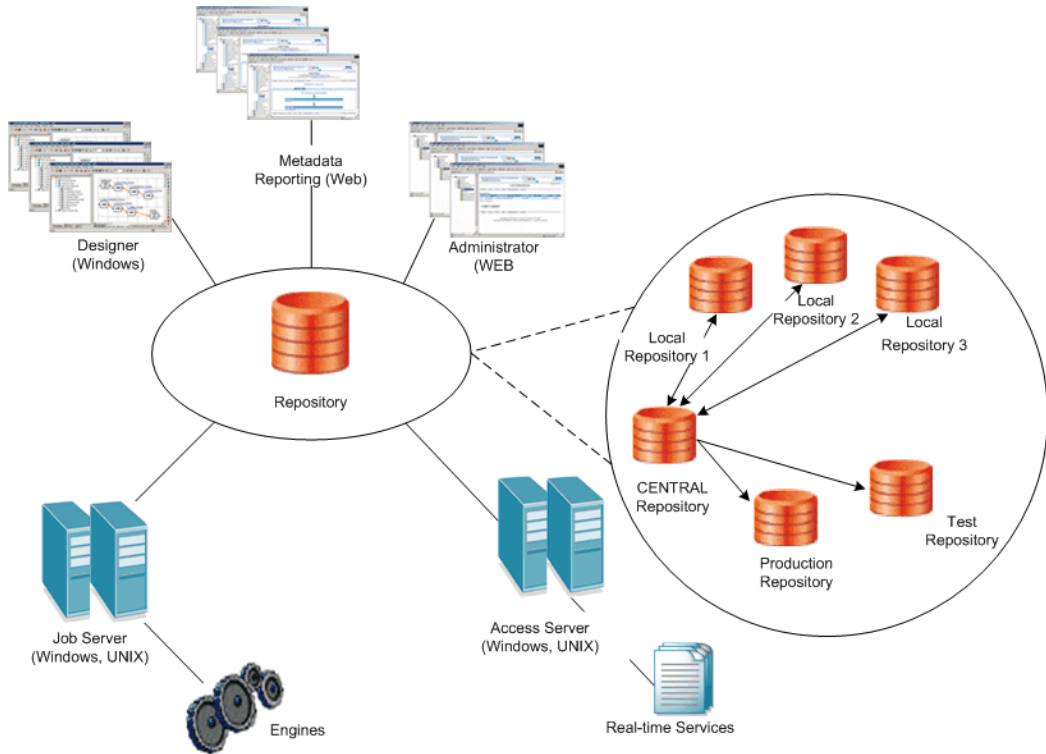 Metadada
Reporting (Web)
Designer
(Windows)
Administrator
(WEB
Repository
Local
Repository 1
Local
Repository 2
Local
Repository 3
CENTRAL
Repository
Production
Repository
Test
Repository
Job Server
(Windows, UNIX)
Access Server
(Windows, UNIX)
Engines
Real-time Services